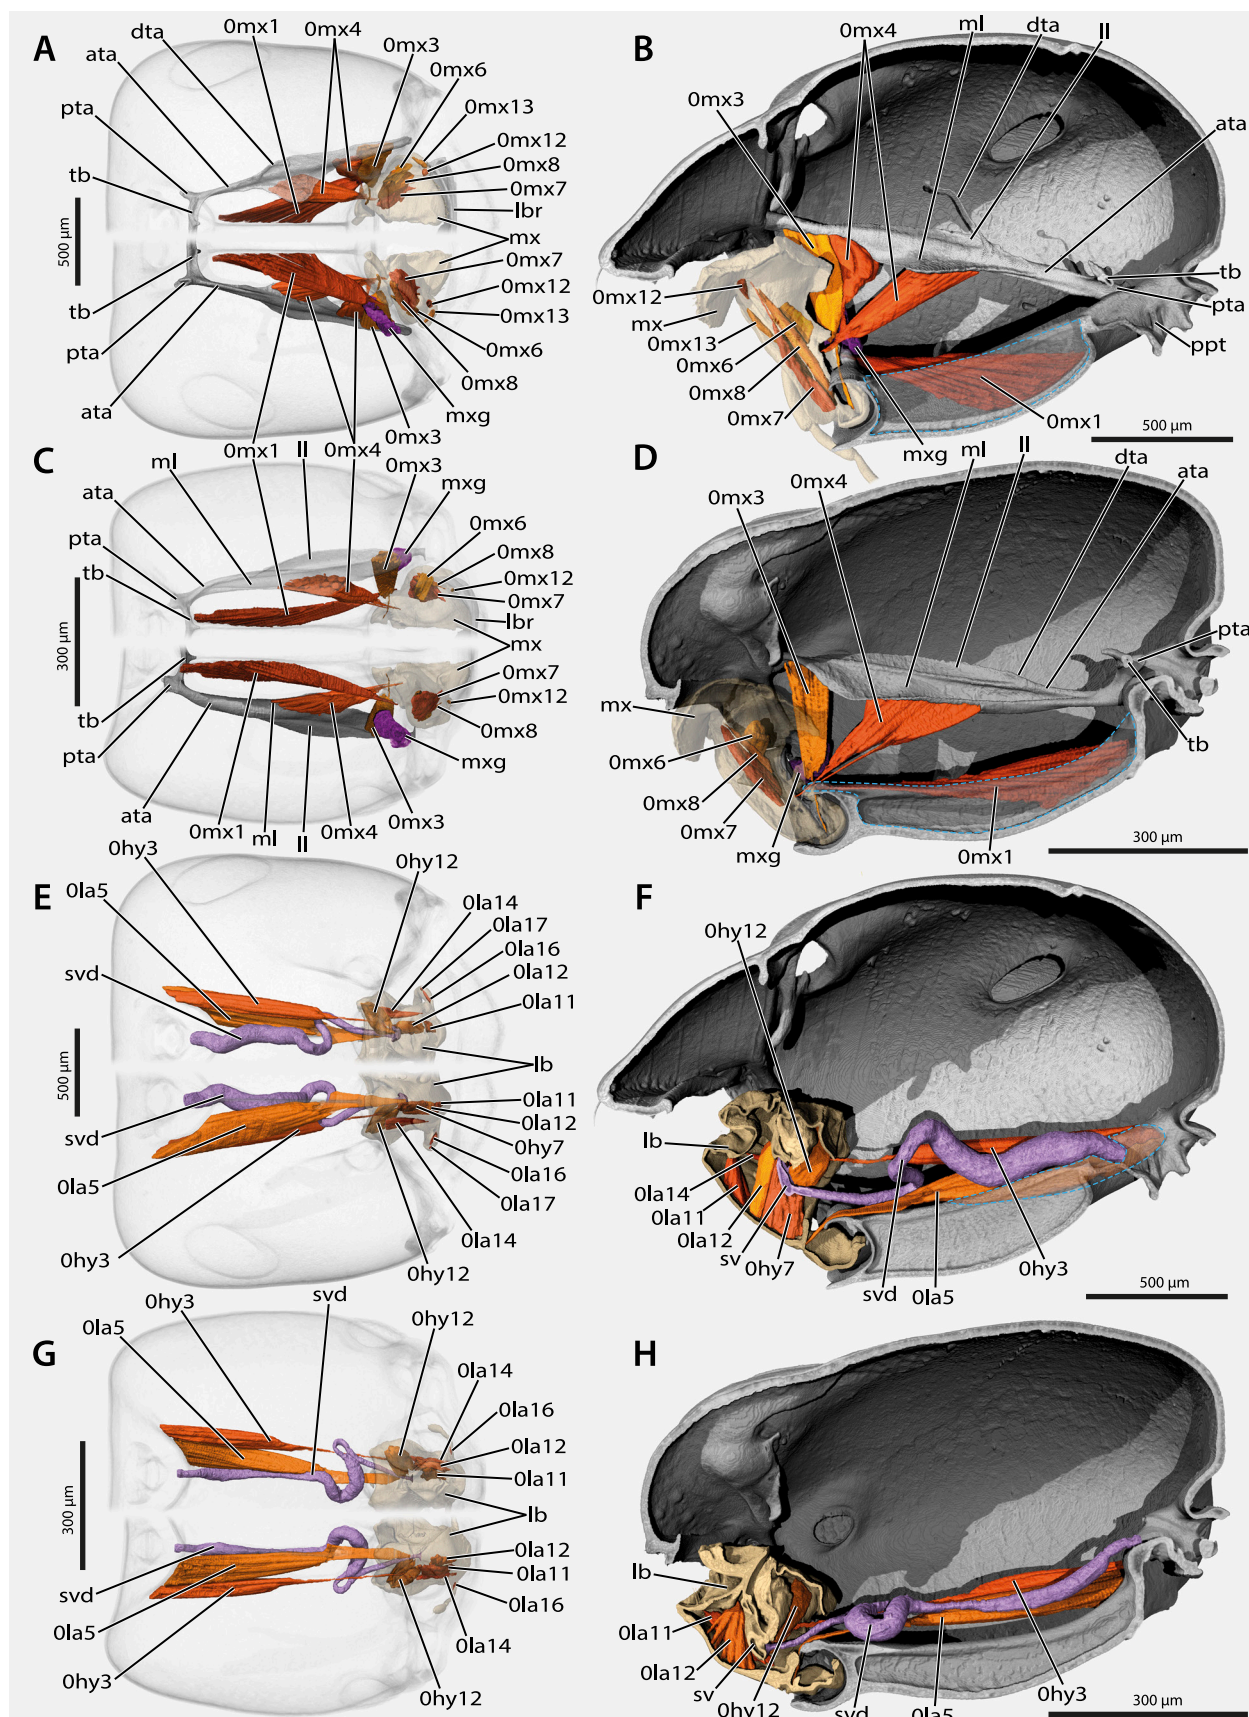 A
dta
0mx1
0mx4
0mx3
0mx6
0mx13
0mx12
0mx8
0mx7
lbr
mx
0mx7
0mx12
0mx13
0mx6
0mx8
mxg
0mx3
0mx4
0mx1
ata
pta
tb
500 µm
tb
pta
ata
B
0mx3
0mx4
ml
dta
ll
ata
tb
pta
ppt
0mx1
mxg
0mx12
mx
0mx13
0mx6
0mx8
0mx7
500 µm
C
ata
ml
ll
0mx3
mxg
0mx6
0mx8
0mx12
0mx7
lbr
mx
0mx7
0mx12
0mx8
mxg
0mx3
0mx4
ll
ml
0mx1
ata
pta
tb
300 µm
tb
pta
D
0mx3
0mx4
ml
ll
dta
ata
pta
tb
mx
0mx6
0mx8
0mx7
mxg
0mx1
300 µm
E
0la5
0hy3
0hy12
0la14
0la17
0la16
0la12
0la11
lb
0la11
0la12
0hy7
0la16
0la17
0la14
0hy12
0hy3
0la5
svd
svd
500 µm
F
0hy12
lb
0la14
0la11
0la12
sv
0hy7
svd
0la5
0hy3
500 µm
G
0la5
0hy3
svd
0hy12
0la14
0la16
0la12
0la11
lb
0la12
0la11
0la16
0la14
0hy12
0hy3
0la5
svd
300 µm
H
lb
0la11
0la12
sv
0hy12
svd
0la5
0hy3
300 µm